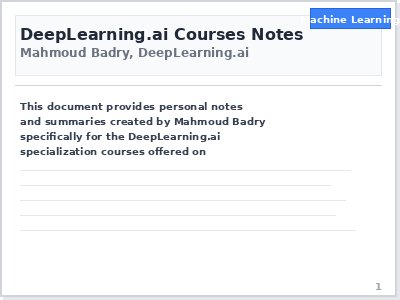 achine Learning
DeepLearning.ai Courses Notes
Mahmoud Badry, DeepLearning.ai
This document provides personal notes
and summaries created by Mahmoud Badry
specifically for the DeepLearning.ai
specialization courses offered on
1